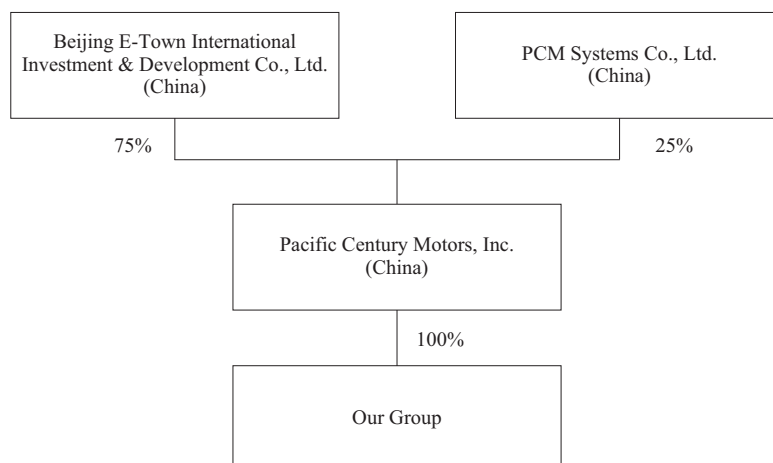 Beijing E-Town International
Investment & Development Co., Ltd.
(China)
PCM Systems Co., Ltd.
(China)
75%
25%
Pacific Century Motors, Inc.
(China)
100%
Our Group